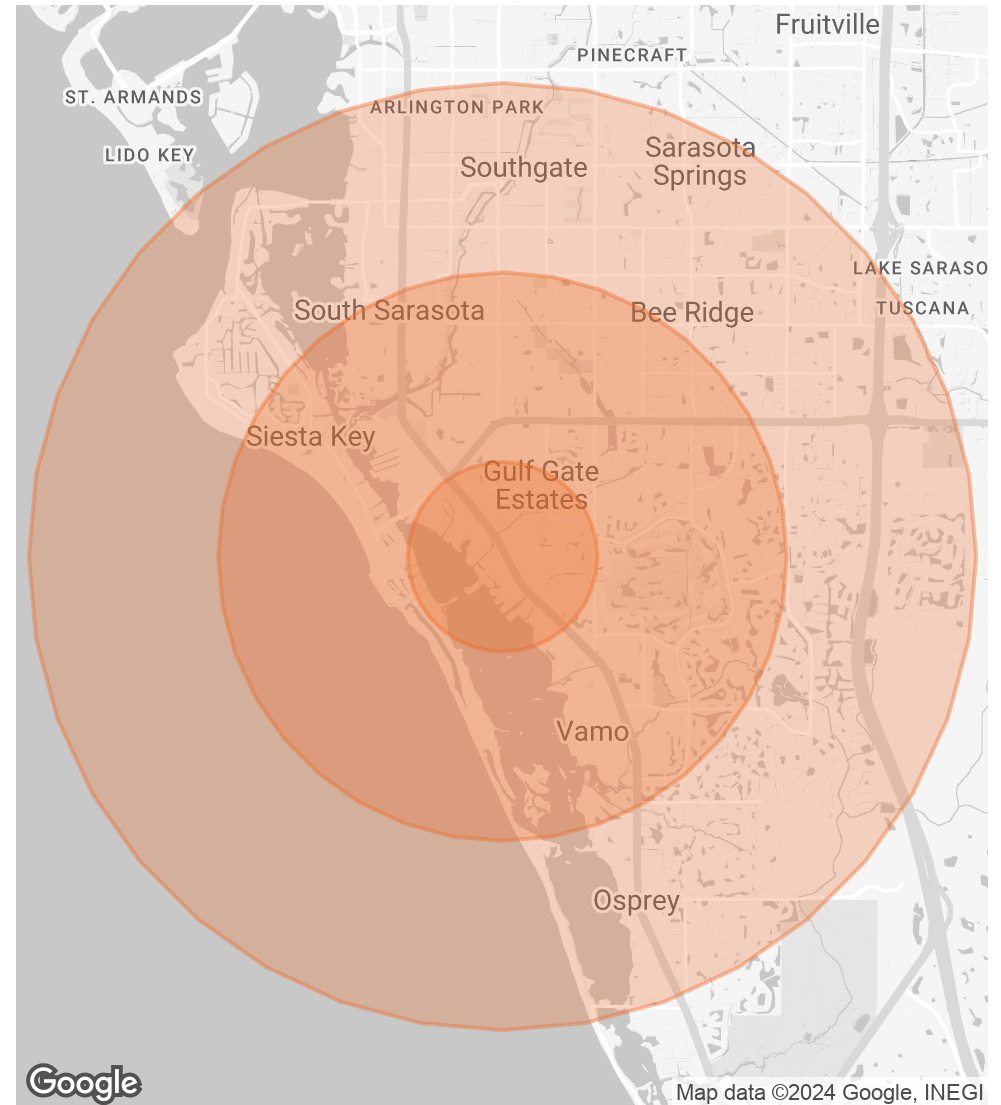 Fruitville
PINECRAFT
ST. ARMANDS
ARLINGTON PARK
LIDO KEY
Southgate
Sarasota
Springs
LAKE SARASO
TUSCANA
South Sarasota
Bee Ridge
Siesta Key
Gulf Gate
Estates
Vamo
Osprey
Google
Map data ©2024 Google, INEGI